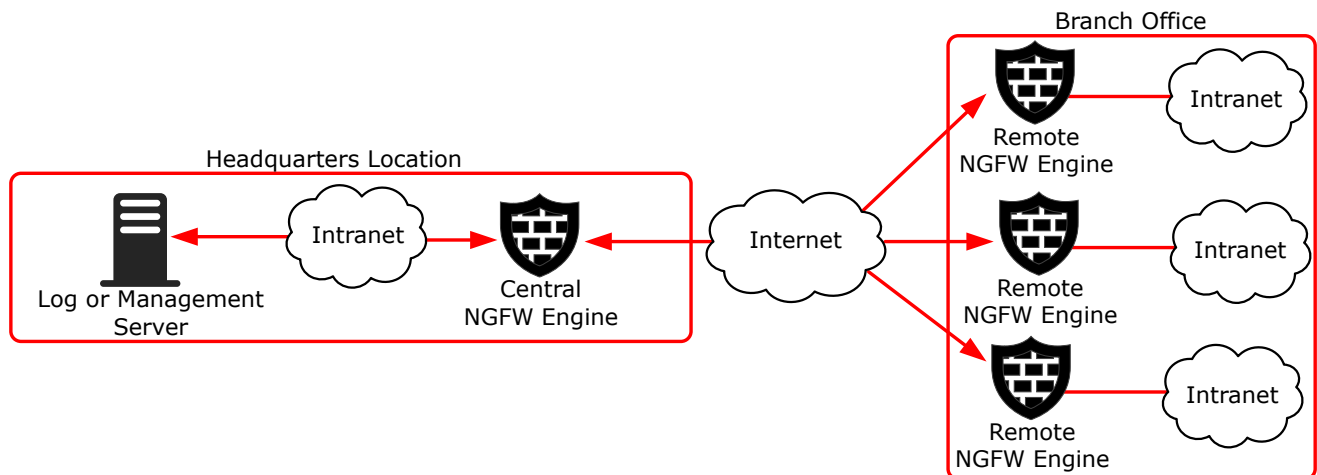 Branch Office
Intranet
Remote
NGFW Engine
Headquarters Location
Intranet
Internet
Log or Management
Server
Central
NGFW Engine
Remote
NGFW Engine
Intranet
Remote
NGFW Engine
Intranet